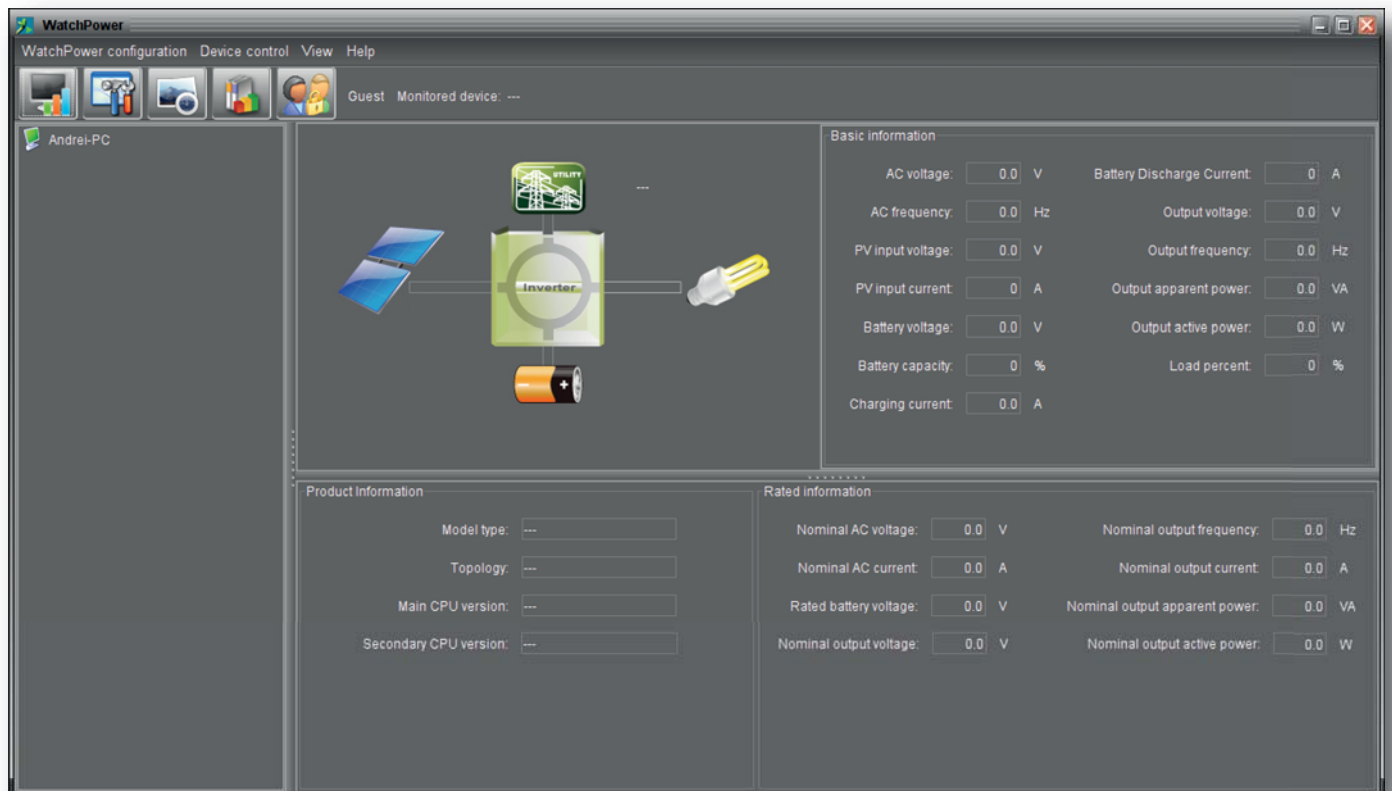 WatchPower
WatchPower configuration Device control View Help
Guest Monitored device: ---
Andrei-PC
UTILITY
---
Inverter
Basic information
AC voltage: 0.0 V Battery Discharge Current: 0 A
AC frequency: 0.0 Hz Output voltage: 0.0 V
PV input voltage: 0.0 V Output frequency: 0.0 Hz
PV input current: 0 A Output apparent power: 0.0 VA
Battery voltage: 0.0 V Output active power: 0.0 W
Battery capacity: 0 % Load percent: 0 %
Charging current: 0.0 A
Product Information
Model type: ---
Topology: ---
Main CPU version: ---
Secondary CPU version: ---
Rated information
Nominal AC voltage: 0.0 V Nominal output frequency: 0.0 Hz
Nominal AC current: 0.0 A Nominal output current: 0.0 A
Rated battery voltage: 0.0 V Nominal output apparent power: 0.0 VA
Nominal output voltage: 0.0 V Nominal output active power: 0.0 W